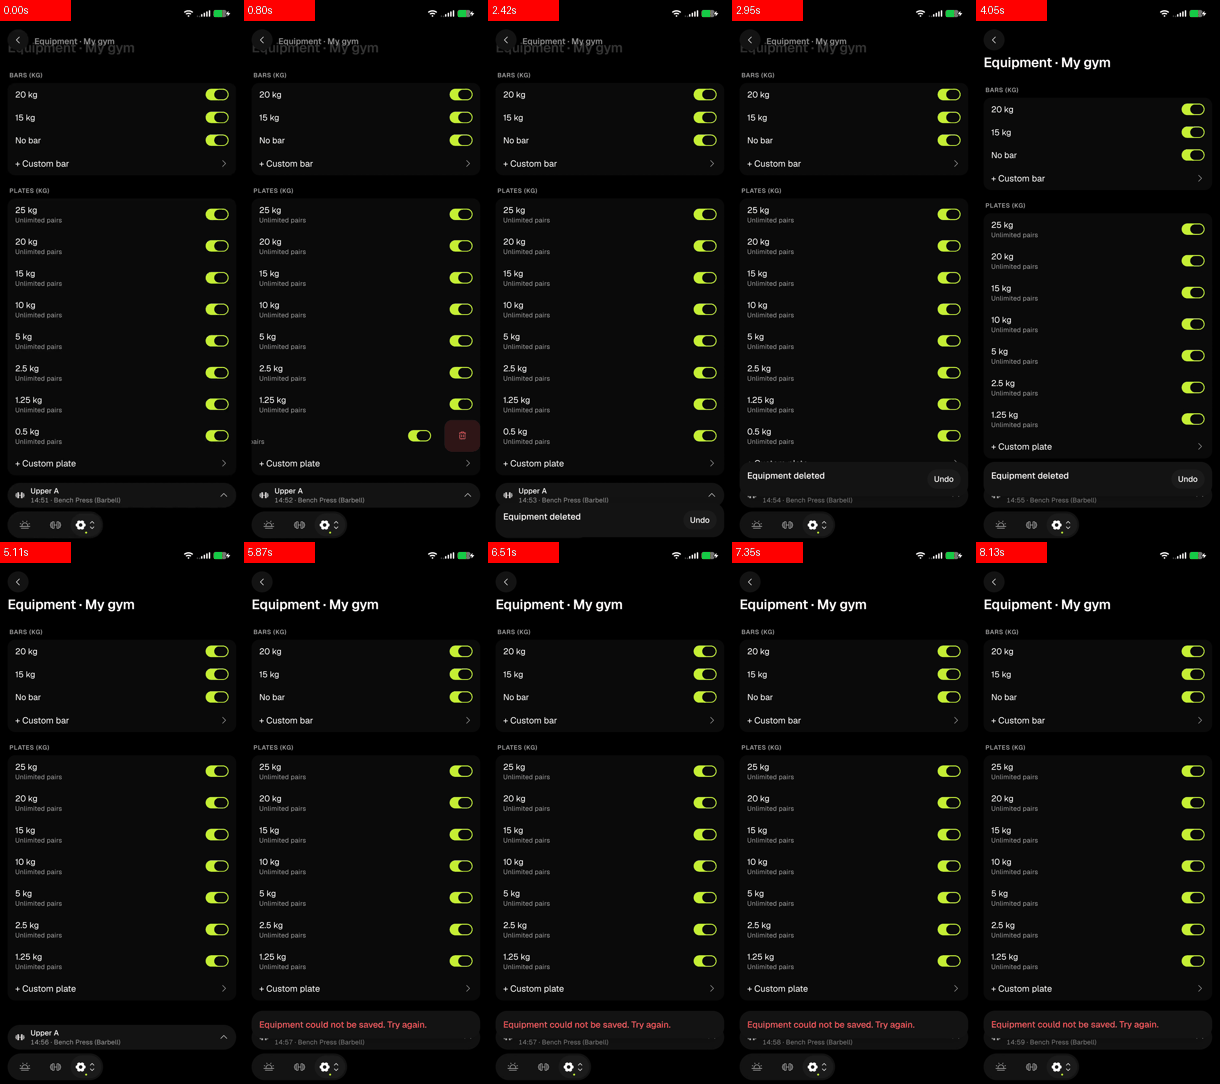 0.00s
Equipment · My gym
Equipment · My gym
BARS (KG)
20 kg
15 kg
No bar
+ Custom bar
PLATES (KG)
25 kg
Unlimited pairs
20 kg
Unlimited pairs
15 kg
Unlimited pairs
10 kg
Unlimited pairs
5 kg
Unlimited pairs
2.5 kg
Unlimited pairs
1.25 kg
Unlimited pairs
0.5 kg
Unlimited pairs
+ Custom plate
Upper A
14:51 · Bench Press (Barbell)
0.80s
Equipment · My gym
Equipment · My gym
BARS (KG)
20 kg
15 kg
No bar
+ Custom bar
PLATES (KG)
25 kg
Unlimited pairs
20 kg
Unlimited pairs
15 kg
Unlimited pairs
10 kg
Unlimited pairs
5 kg
Unlimited pairs
2.5 kg
Unlimited pairs
1.25 kg
Unlimited pairs
airs
+ Custom plate
Upper A
14:52 · Bench Press (Barbell)
2.42s
Equipment · My gym
Equipment · My gym
BARS (KG)
20 kg
15 kg
No bar
+ Custom bar
PLATES (KG)
25 kg
Unlimited pairs
20 kg
Unlimited pairs
15 kg
Unlimited pairs
10 kg
Unlimited pairs
5 kg
Unlimited pairs
2.5 kg
Unlimited pairs
1.25 kg
Unlimited pairs
0.5 kg
Unlimited pairs
+ Custom plate
Upper A
14:53 · Bench Press (Barbell)
Equipment deleted
Undo
2.95s
Equipment · My gym
Equipment · My gym
BARS (KG)
20 kg
15 kg
No bar
+ Custom bar
PLATES (KG)
25 kg
Unlimited pairs
20 kg
Unlimited pairs
15 kg
Unlimited pairs
10 kg
Unlimited pairs
5 kg
Unlimited pairs
2.5 kg
Unlimited pairs
1.25 kg
Unlimited pairs
0.5 kg
Unlimited pairs
Equipment deleted
Undo
14:54 · Bench Press (Barbell)
4.05s
Equipment · My gym
BARS (KG)
20 kg
15 kg
No bar
+ Custom bar
PLATES (KG)
25 kg
Unlimited pairs
20 kg
Unlimited pairs
15 kg
Unlimited pairs
10 kg
Unlimited pairs
5 kg
Unlimited pairs
2.5 kg
Unlimited pairs
1.25 kg
Unlimited pairs
+ Custom plate
Equipment deleted
Undo
14:55 · Bench Press (Barbell)
5.11s
Equipment · My gym
BARS (KG)
20 kg
15 kg
No bar
+ Custom bar
PLATES (KG)
25 kg
Unlimited pairs
20 kg
Unlimited pairs
15 kg
Unlimited pairs
10 kg
Unlimited pairs
5 kg
Unlimited pairs
2.5 kg
Unlimited pairs
1.25 kg
Unlimited pairs
+ Custom plate
Upper A
14:56 · Bench Press (Barbell)
5.87s
Equipment · My gym
BARS (KG)
20 kg
15 kg
No bar
+ Custom bar
PLATES (KG)
25 kg
Unlimited pairs
20 kg
Unlimited pairs
15 kg
Unlimited pairs
10 kg
Unlimited pairs
5 kg
Unlimited pairs
2.5 kg
Unlimited pairs
1.25 kg
Unlimited pairs
+ Custom plate
Equipment could not be saved. Try again.
14:57 · Bench Press (Barbell)
6.51s
Equipment · My gym
BARS (KG)
20 kg
15 kg
No bar
+ Custom bar
PLATES (KG)
25 kg
Unlimited pairs
20 kg
Unlimited pairs
15 kg
Unlimited pairs
10 kg
Unlimited pairs
5 kg
Unlimited pairs
2.5 kg
Unlimited pairs
1.25 kg
Unlimited pairs
+ Custom plate
Equipment could not be saved. Try again.
14:57 · Bench Press (Barbell)
7.35s
Equipment · My gym
BARS (KG)
20 kg
15 kg
No bar
+ Custom bar
PLATES (KG)
25 kg
Unlimited pairs
20 kg
Unlimited pairs
15 kg
Unlimited pairs
10 kg
Unlimited pairs
5 kg
Unlimited pairs
2.5 kg
Unlimited pairs
1.25 kg
Unlimited pairs
+ Custom plate
Equipment could not be saved. Try again.
14:58 · Bench Press (Barbell)
8.13s
Equipment · My gym
BARS (KG)
20 kg
15 kg
No bar
+ Custom bar
PLATES (KG)
25 kg
Unlimited pairs
20 kg
Unlimited pairs
15 kg
Unlimited pairs
10 kg
Unlimited pairs
5 kg
Unlimited pairs
2.5 kg
Unlimited pairs
1.25 kg
Unlimited pairs
+ Custom plate
Equipment could not be saved. Try again.
14:59 · Bench Press (Barbell)